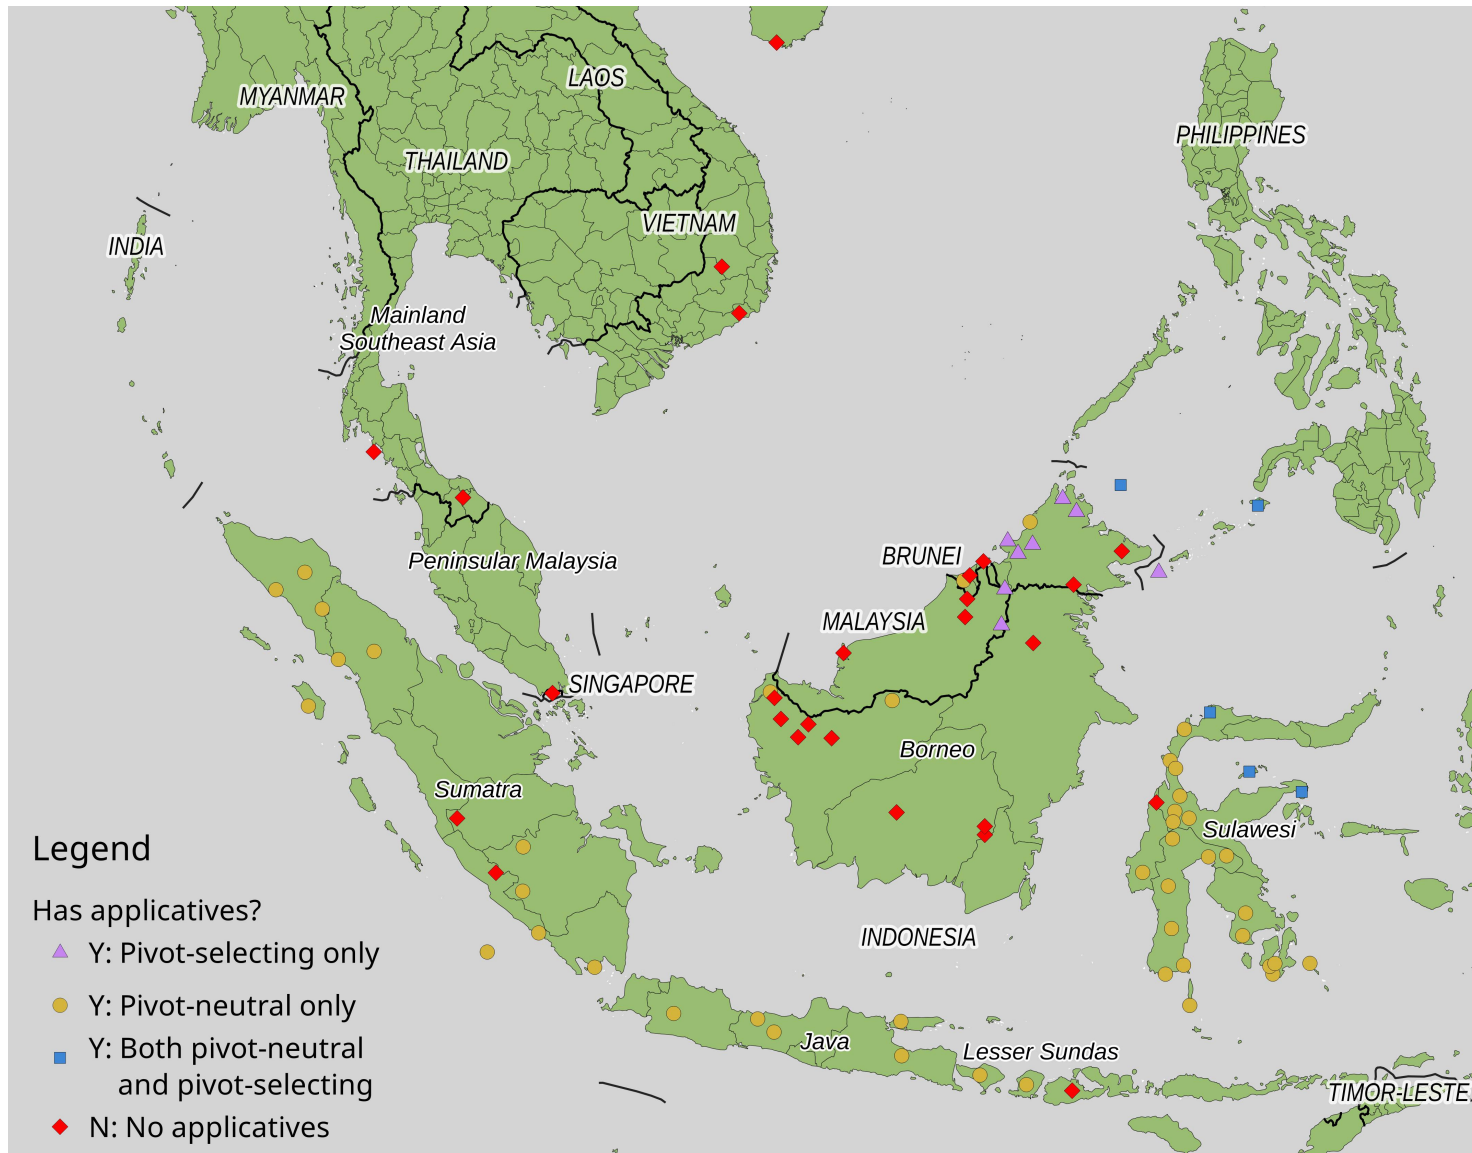 LAOS
MYANMAR
PHILIPPINES
THAILAND
VIETNAM
INDIA
Mainland
Southeast Asia
BRUNEI
Peninsular Malaysia
MALAYSIA
SINGAPORE
Borneo
Sumatra
Sulawesi
INDONESIA
Java
Lesser Sundas
TIMOR-LESTE
Legend
Has applicatives?
Y: Pivot-selecting only
Y: Pivot-neutral only
Y: Both pivot-neutral
and pivot-selecting
N: No applicatives